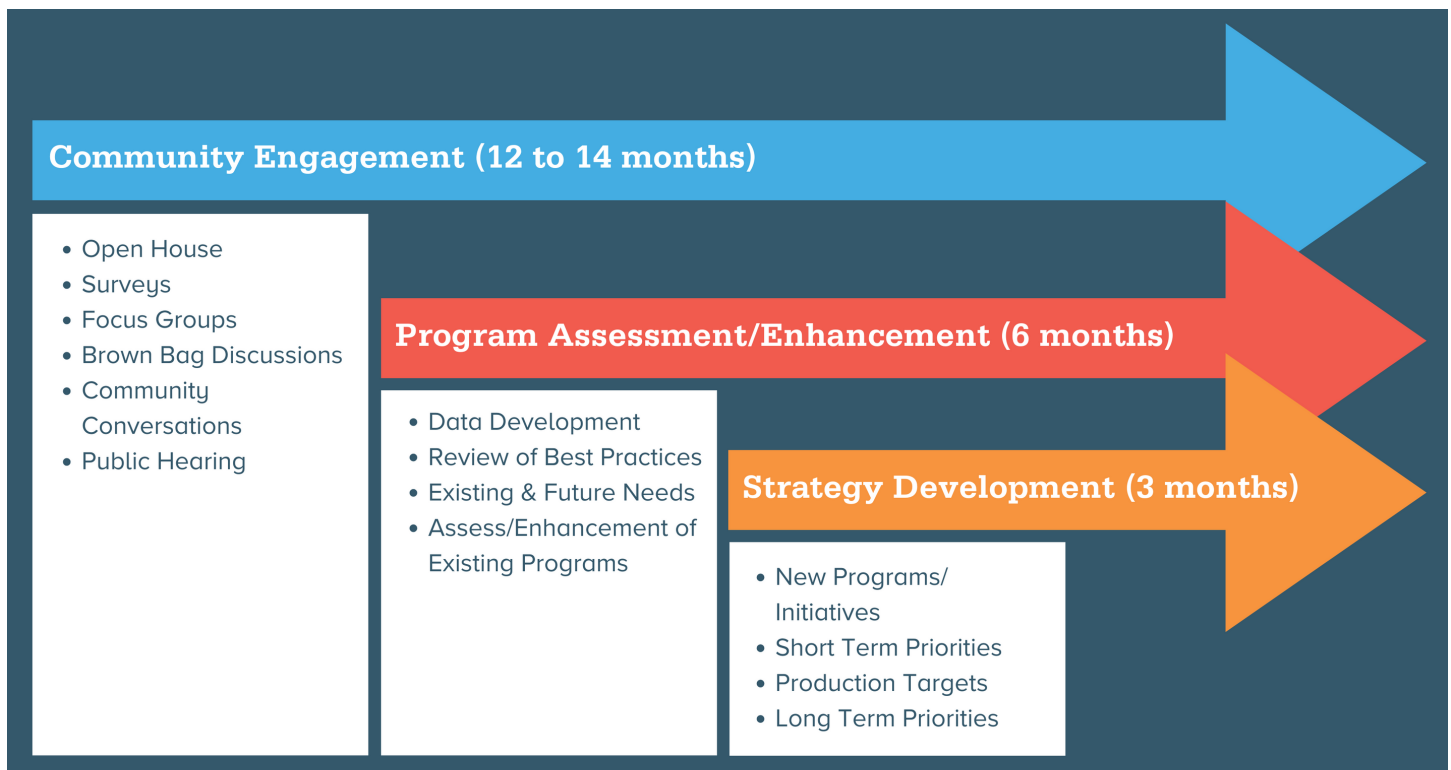 Community Engagement (12 to 14 months)
• Open House
• Surveys
• Focus Groups
• Brown Bag Discussions
• Community
Conversations
• Public Hearing
Program Assessment/Enhancement (6 months)
• Data Development
• Review of Best Practices
• Existing & Future Needs
• Assess/Enhancement of
Existing Programs
Strategy Development (3 months)
• New Programs/
Initiatives
• Short Term Priorities
• Production Targets
• Long Term Priorities